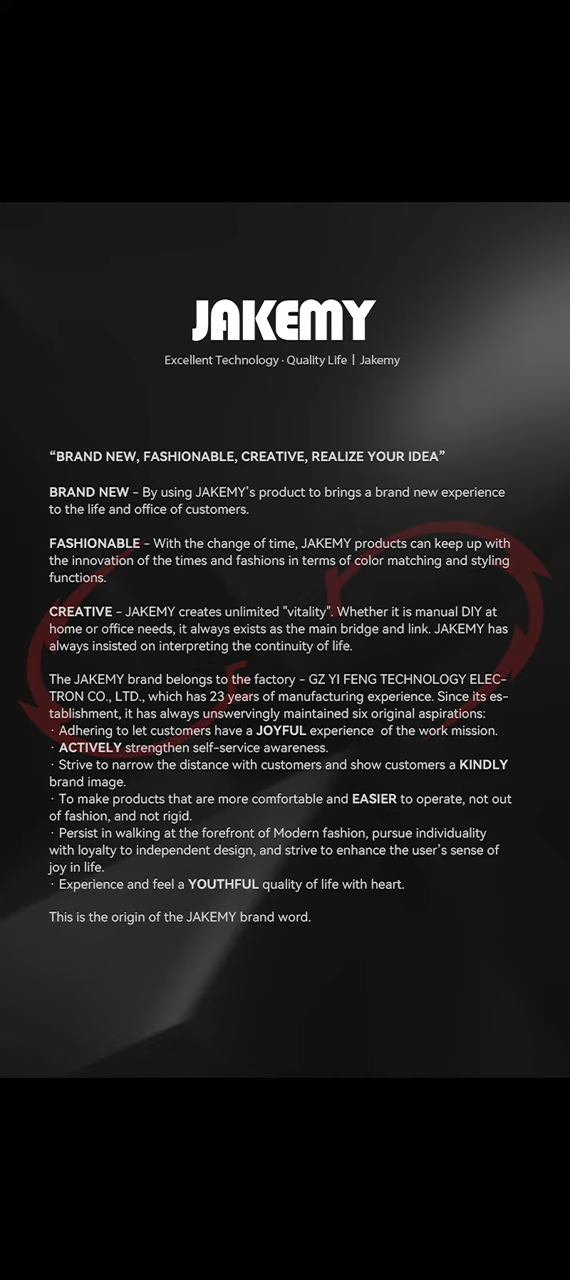 JAKEMY
Excellent Technology · Quality Life | Jakemy
“BRAND NEW, FASHIONABLE, CREATIVE, REALIZE YOUR IDEA”
BRAND NEW - By using JAKEMY's product to brings a brand new experience
to the life and office of customers.
FASHIONABLE - With the change of time, JAKEMY products can keep up with
the innovation of the times and fashions in terms of color matching and styling
functions.
CREATIVE - JAKEMY creates unlimited "vitality". Whether it is manual DIY at
home or office needs, it always exists as the main bridge and link. JAKEMY has
always insisted on interpreting the continuity of life.
The JAKEMY brand belongs to the factory - GZ YI FENG TECHNOLOGY ELEC-
TRON CO., LTD., which has 23 years of manufacturing experience. Since its es-
tablishment, it has always unswervingly maintained six original aspirations:
· Adhering to let customers have a JOYFUL experience of the work mission.
· ACTIVELY strengthen self-service awareness.
· Strive to narrow the distance with customers and show customers a KINDLY
brand image.
· To make products that are more comfortable and EASIER to operate, not out
of fashion, and not rigid.
· Persist in walking at the forefront of Modern fashion, pursue individuality
with loyalty to independent design, and strive to enhance the user's sense of
joy in life.
· Experience and feel a YOUTHFUL quality of life with heart.
This is the origin of the JAKEMY brand word.